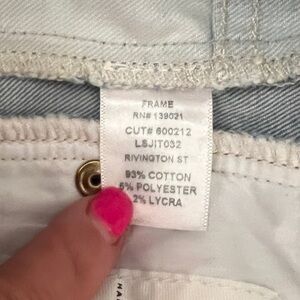 FRAME
RN# 139021
CUT# 600212
LSJIT032
RIVINGTON ST
93% COTTON
5% POLYESTER
2% LYCRA